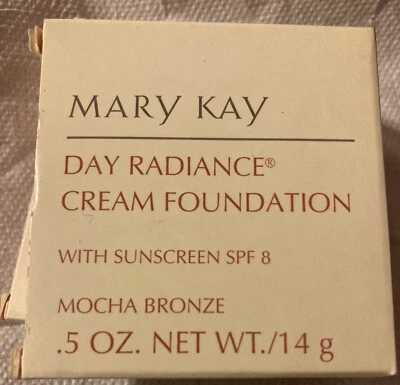 MARY KAY
DAY RADIANCE®
CREAM FOUNDATION
WITH SUNSCREEN SPF 8
MOCHA BRONZE
.5 OZ. NET WT./14 g